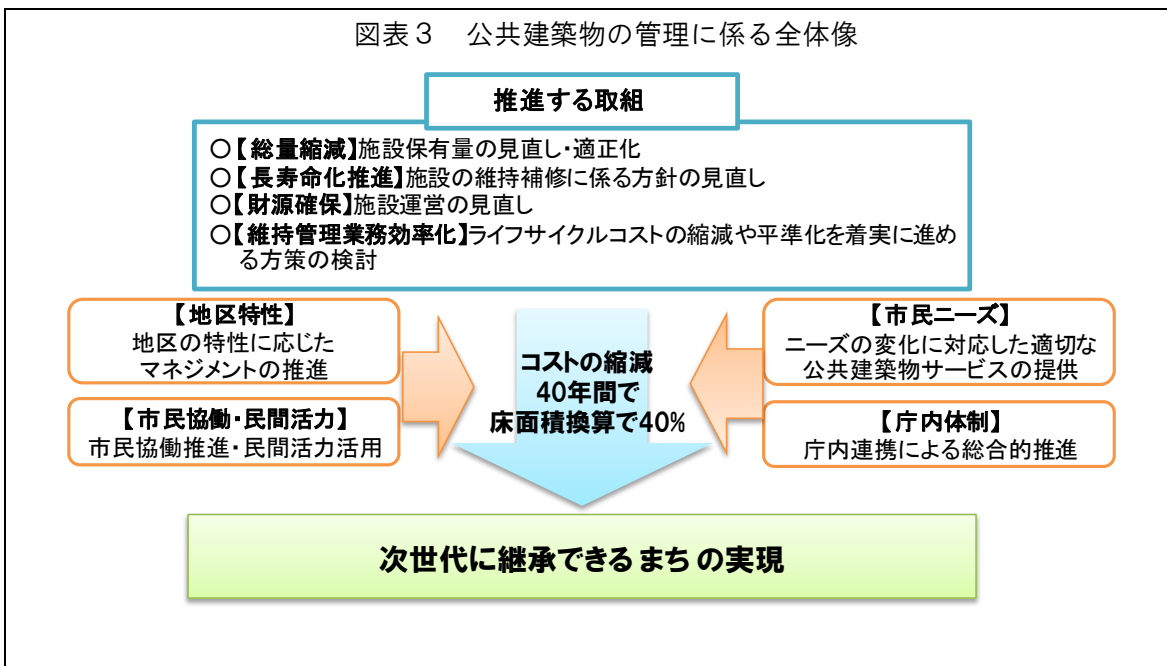 図表３　公共建築物の管理に係る全体像
推進する取組
○【総量縮減】施設保有量の見直し・適正化
○【長寿命化推進】施設の維持補修に係る方針の見直し
○【財源確保】施設運営の見直し
○【維持管理業務効率化】ライフサイクルコストの縮減や平準化を着実に進め
る方策の検討
【地区特性】
地区の特性に応じた
マネジメントの推進
【市民協働・民間活力】
市民協働推進・民間活力活用
コストの縮減
40年間で
床面積換算で40%
【市民ニーズ】
ニーズの変化に対応した適切な
公共建築物サービスの提供
【庁内体制】
庁内連携による総合的推進
次世代に継承できるまちの実現